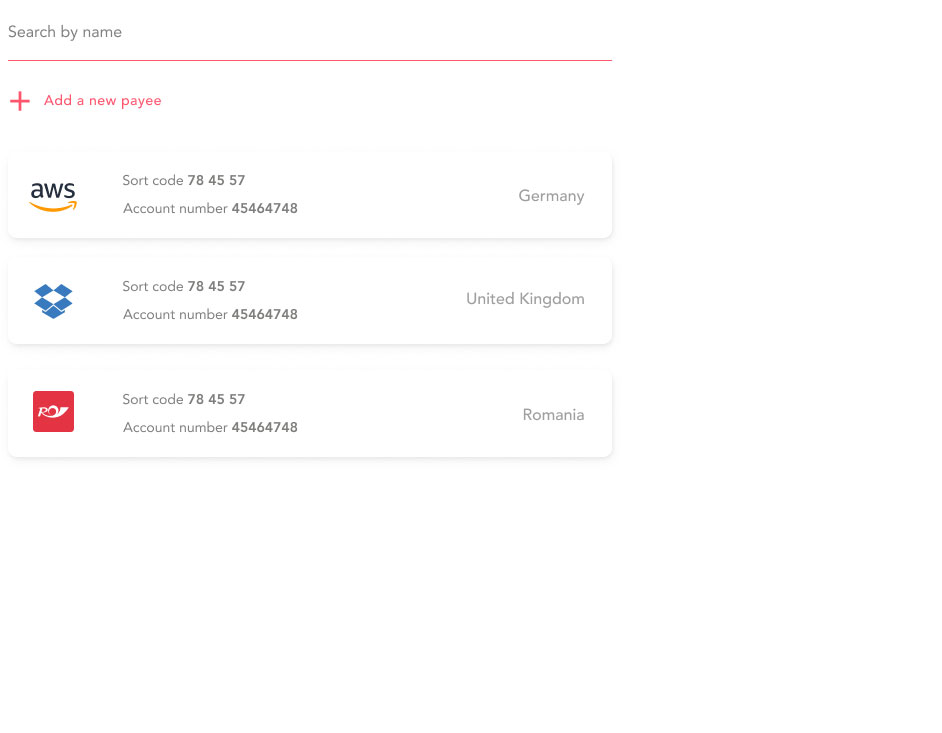 Search by name
Add a new payee
aws
Sort code 78 45 57
Account number 45464748
Germany
Sort code 78 45 57
Account number 45464748
United Kingdom
Sort code 78 45 57
Account number 45464748
Romania